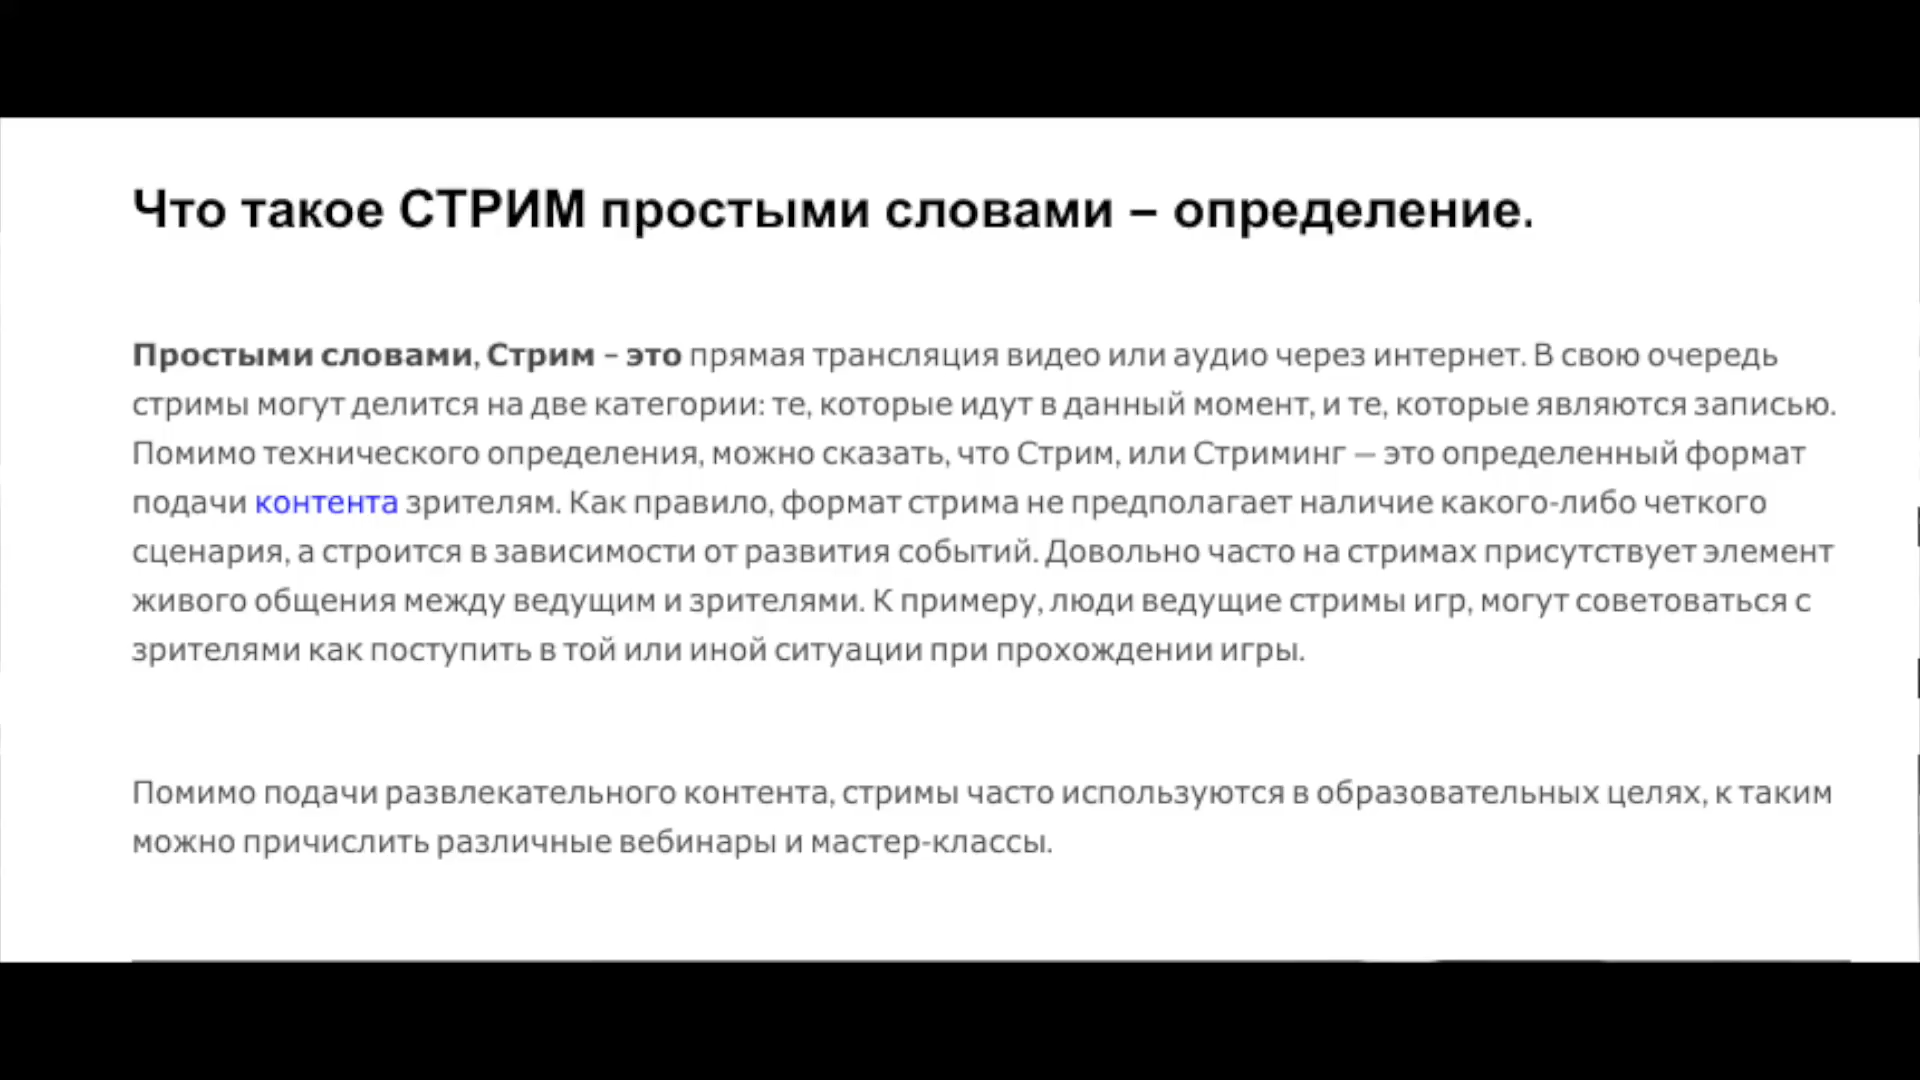 Что такое СТРИМ простыми словами – определение.
Простыми словами, Стрим – это прямая трансляция видео или аудио через интернет. В свою очередь
стримы могут делится на две категории: те, которые идут в данный момент, и те, которые являются записью.
Помимо технического определения, можно сказать, что Стрим, или Стриминг — это определенный формат
подачи контента зрителям. Как правило, формат стрима не предполагает наличие какого-либо четкого
сценария, а строится в зависимости от развития событий. Довольно часто на стримах присутствует элемент
живого общения между ведущим и зрителями. К примеру, люди ведущие стримы игр, могут советоваться с
зрителями как поступить в той или иной ситуации при прохождении игры.
Помимо подачи развлекательного контента, стримы часто используются в образовательных целях, к таким
можно причислить различные вебинары и мастер-классы.